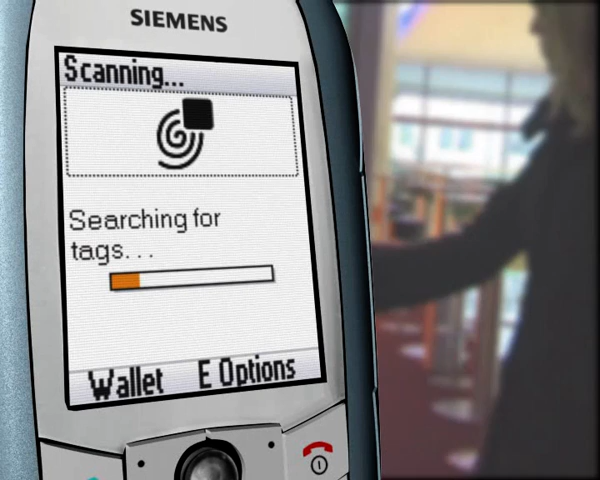 SIEMENS
Scanning...
Searching for
tags...
Wallet E Options